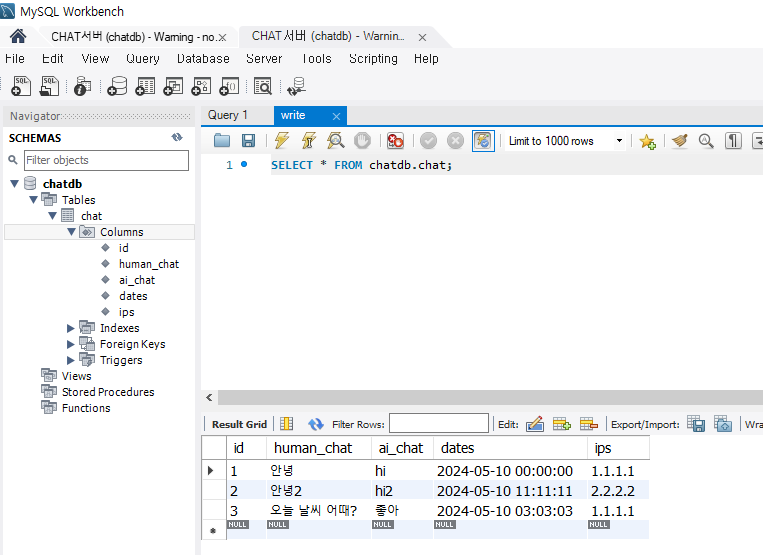 MySQL Workbench
CHAT서버 (chatdb) - Warning - no... × CHAT서버 (chatdb) - Warnin... ×
File Edit View Query Database Server Tools Scripting Help
Navigator
Query 1 write ×
SCHEMAS
Limit to 1000 rows
Filter objects
1 SELECT * FROM chatdb.chat;
chatdb
Tables
chat
Columns
id
human_chat
ai_chat
dates
ips
Indexes
Foreign Keys
Triggers
Views
Stored Procedures
Functions
Result Grid Filter Rows: Edit: Export/Import: Wra
id human_chat ai_chat dates ips
1 안녕 hi 2024-05-10 00:00:00 1.1.1.1
2 안녕2 hi2 2024-05-10 11:11:11 2.2.2.2
3 오늘 날씨 어때? 좋아 2024-05-10 03:03:03 1.1.1.1
NULL NULL NULL NULL NULL